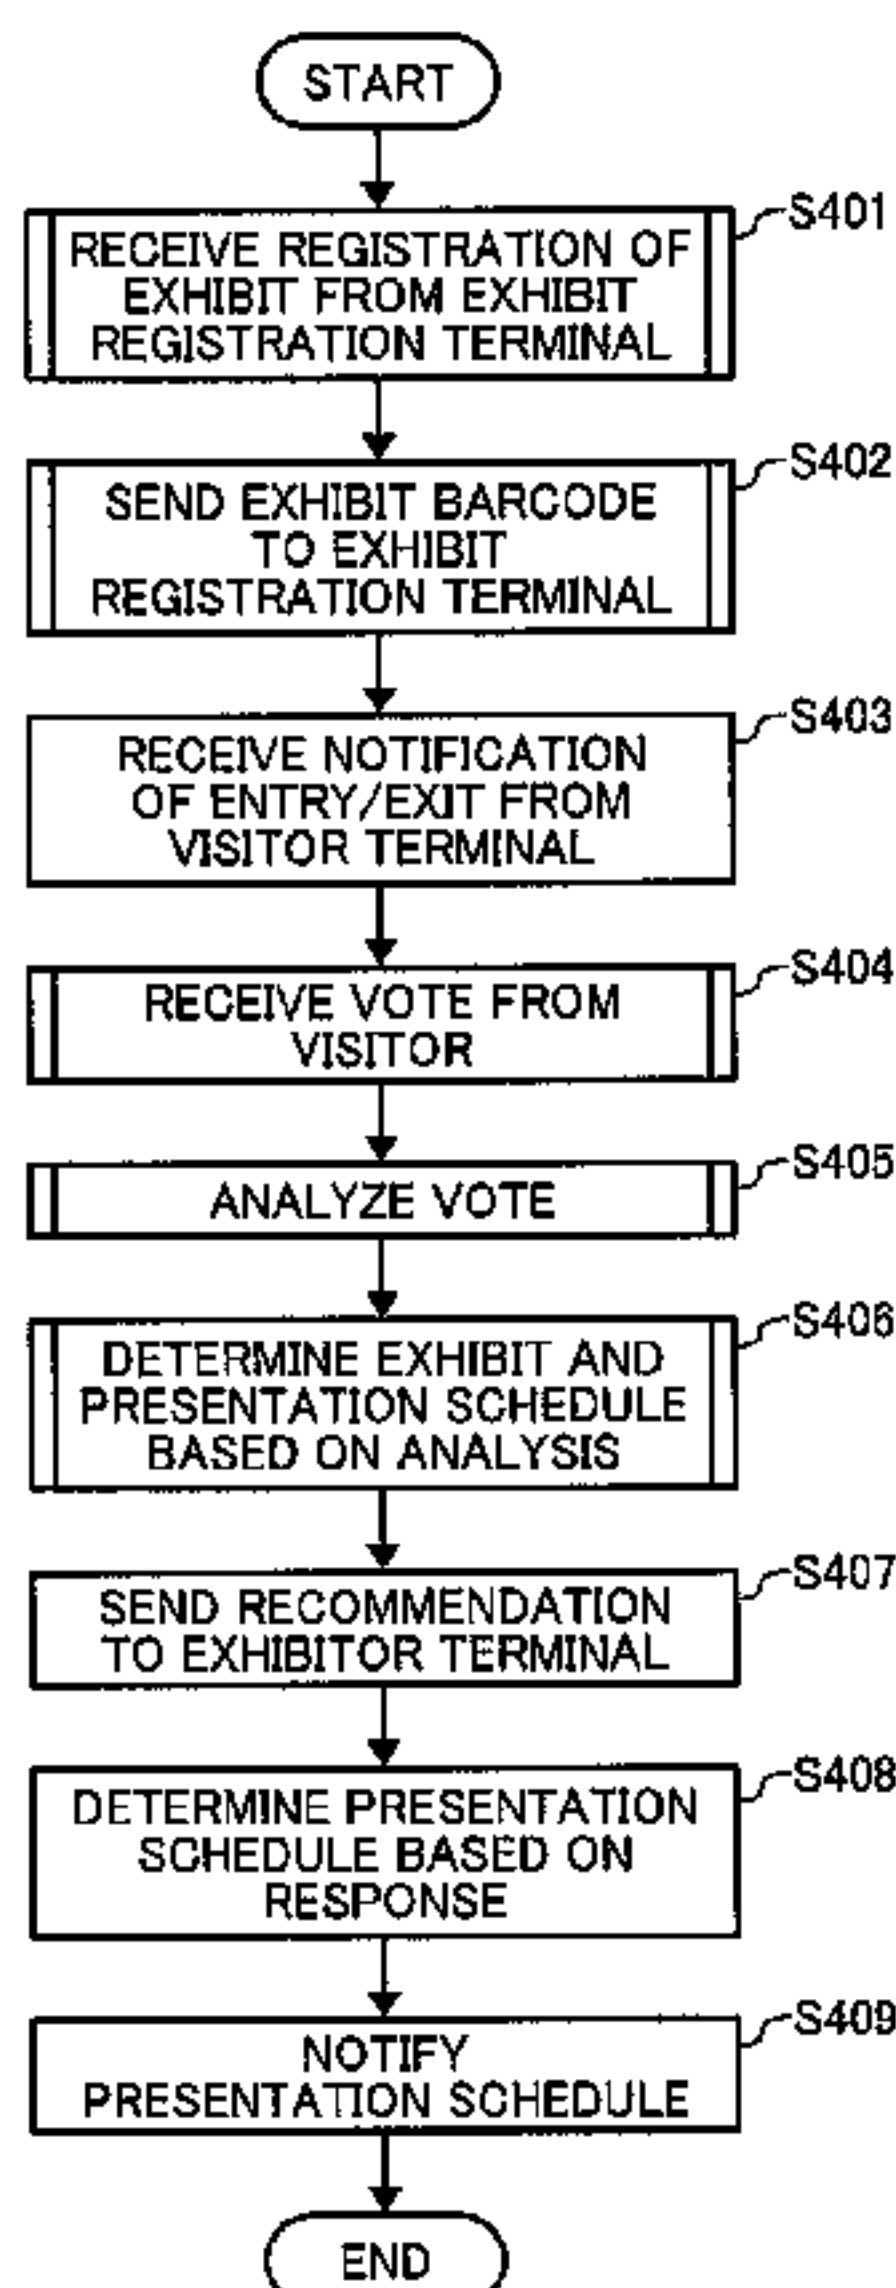 START
S401
RECEIVE REGISTRATION OF
EXHIBIT FROM EXHIBIT
REGISTRATION TERMINAL
S402
SEND EXHIBIT BARCODE
TO EXHIBIT
REGISTRATION TERMINAL
S403
RECEIVE NOTIFICATION
OF ENTRY/EXIT FROM
VISITOR TERMINAL
S404
RECEIVE VOTE FROM
VISITOR
S405
ANALYZE VOTE
S406
DETERMINE EXHIBIT AND
PRESENTATION SCHEDULE
BASED ON ANALYSIS
S407
SEND RECOMMENDATION
TO EXHIBITOR TERMINAL
S408
DETERMINE PRESENTATION
SCHEDULE BASED ON
RESPONSE
S409
NOTIFY
PRESENTATION SCHEDULE
END